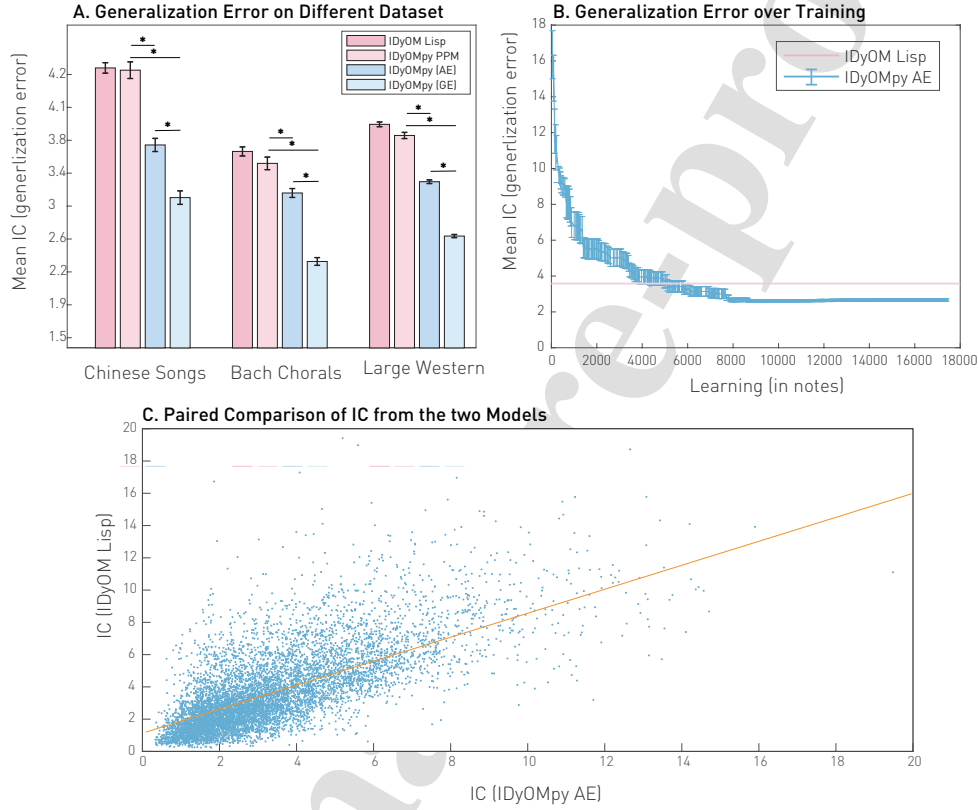 A. Generalization Error on Different Dataset
Mean IC (generlization error)
4.2
4.1
3.8
3.4
3
2.6
2.2
1.9
1.5
IDyOM Lisp
IDyOMpy PPM
IDyOMpy (AE)
IDyOMpy (GE)
* * *
* * *
* * *
Chinese Songs
Bach Chorals
Large Western
B. Generalization Error over Training
Mean IC (generlization error)
18
16
14
12
10
8
6
4
2
0
IDyOM Lisp
IDyOMpy AE
0 2000 4000 6000 8000 10000 12000 14000 16000 18000
Learning (in notes)
C. Paired Comparison of IC from the two Models
IC (IDyOM Lisp)
20
18
16
14
12
10
8
6
4
2
0
0 2 4 6 8 10 12 14 16 18 20
IC (IDyOMpy AE)
re-pro